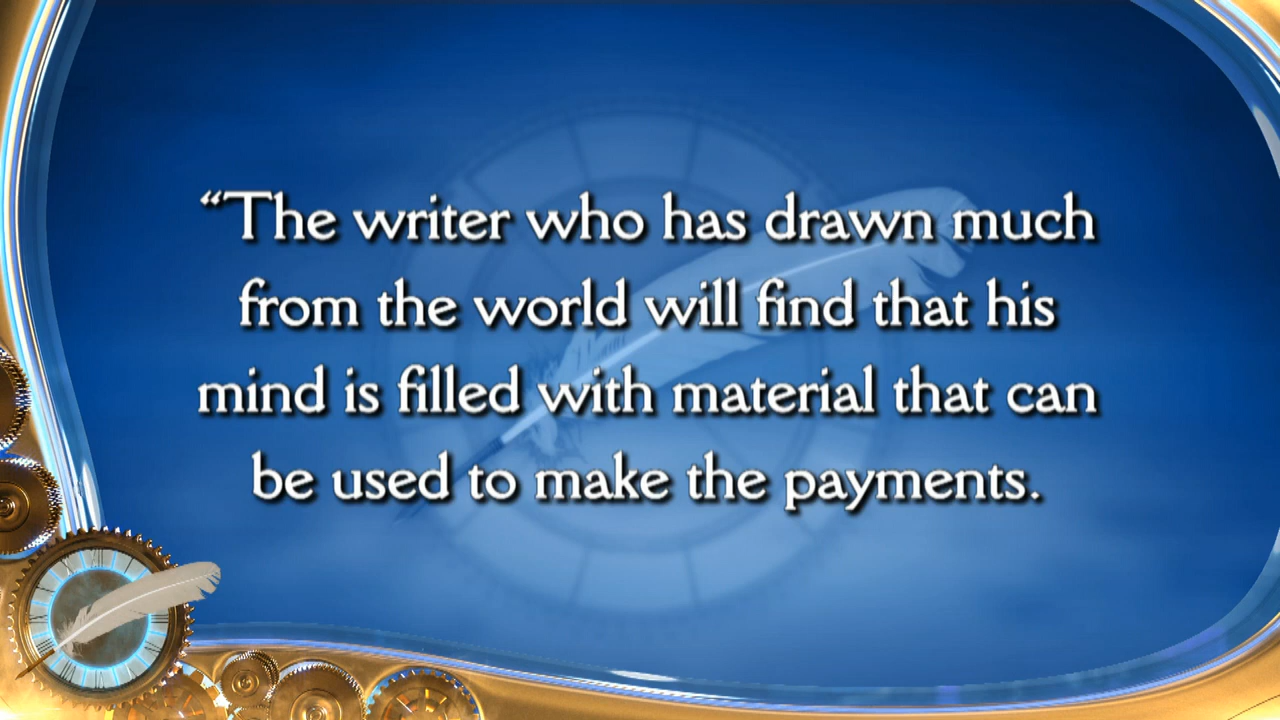 “The writer who has drawn much
from the world will find that his
mind is filled with material that can
be used to make the payments.